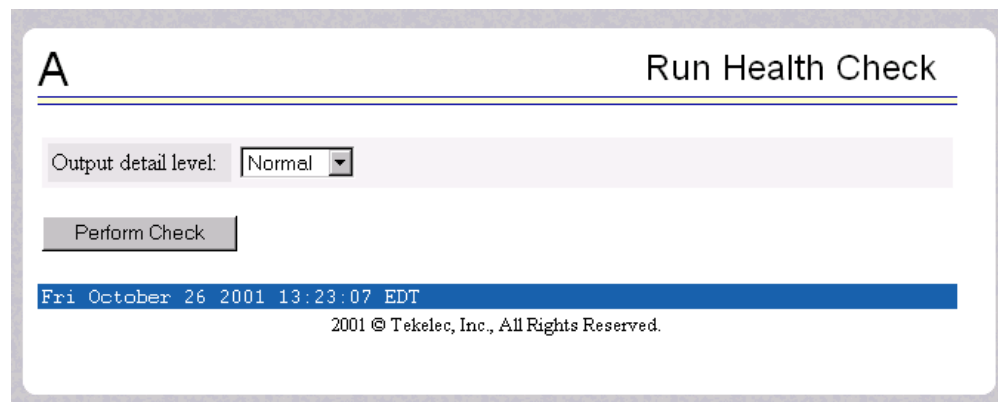 A
Run Health Check
Output detail level: Normal
Perform Check
Fri October 26 2001 13:23:07 EDT
2001 © Tekelec, Inc., All Rights Reserved.